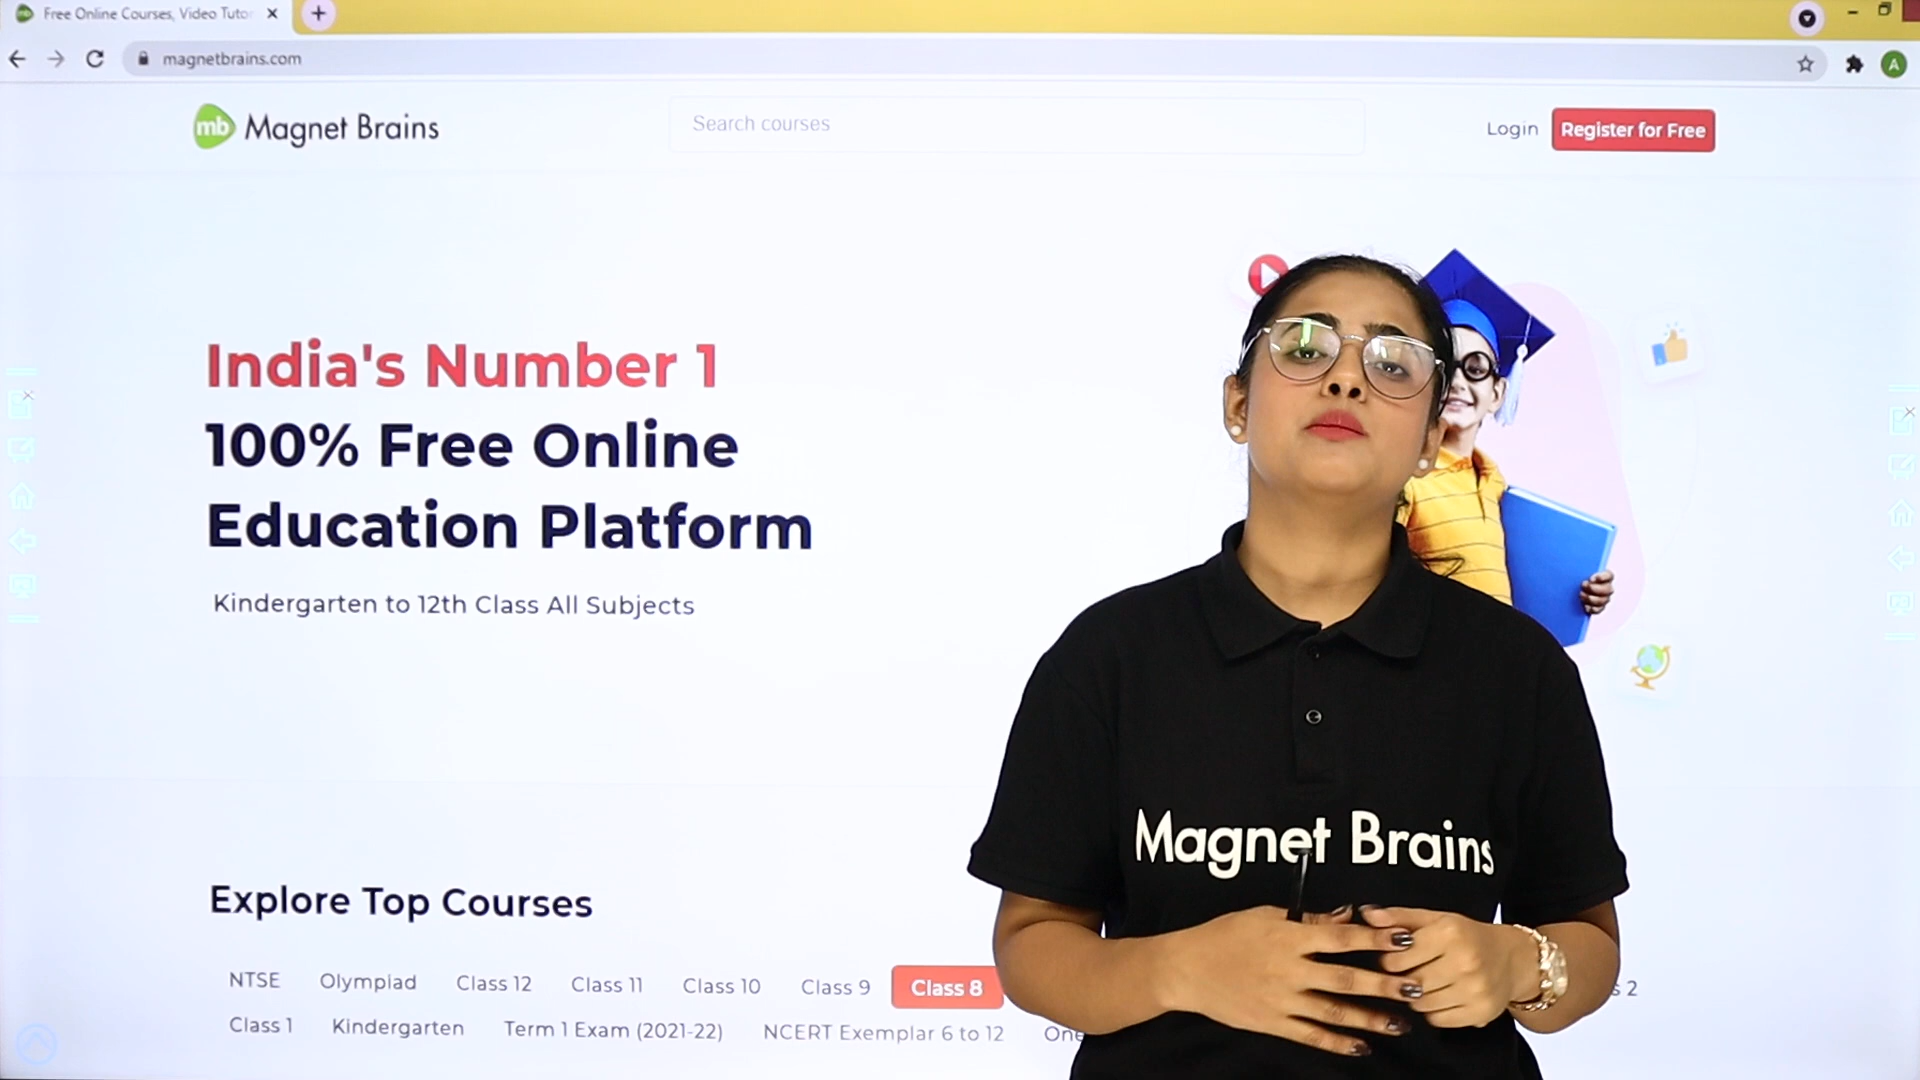 Free Online Courses, Video Tutor
magnetbrains.com
mb Magnet Brains
Search courses
Login
Register for Free
India's Number 1
100% Free Online
Education Platform
Kindergarten to 12th Class All Subjects
Magnet Brains
Explore Top Courses
NTSE Olympiad Class 12 Class 11 Class 10 Class 9 Class 8 s 2
Class 1 Kindergarten Term 1 Exam (2021-22) NCERT Exemplar 6 to 12 One
A